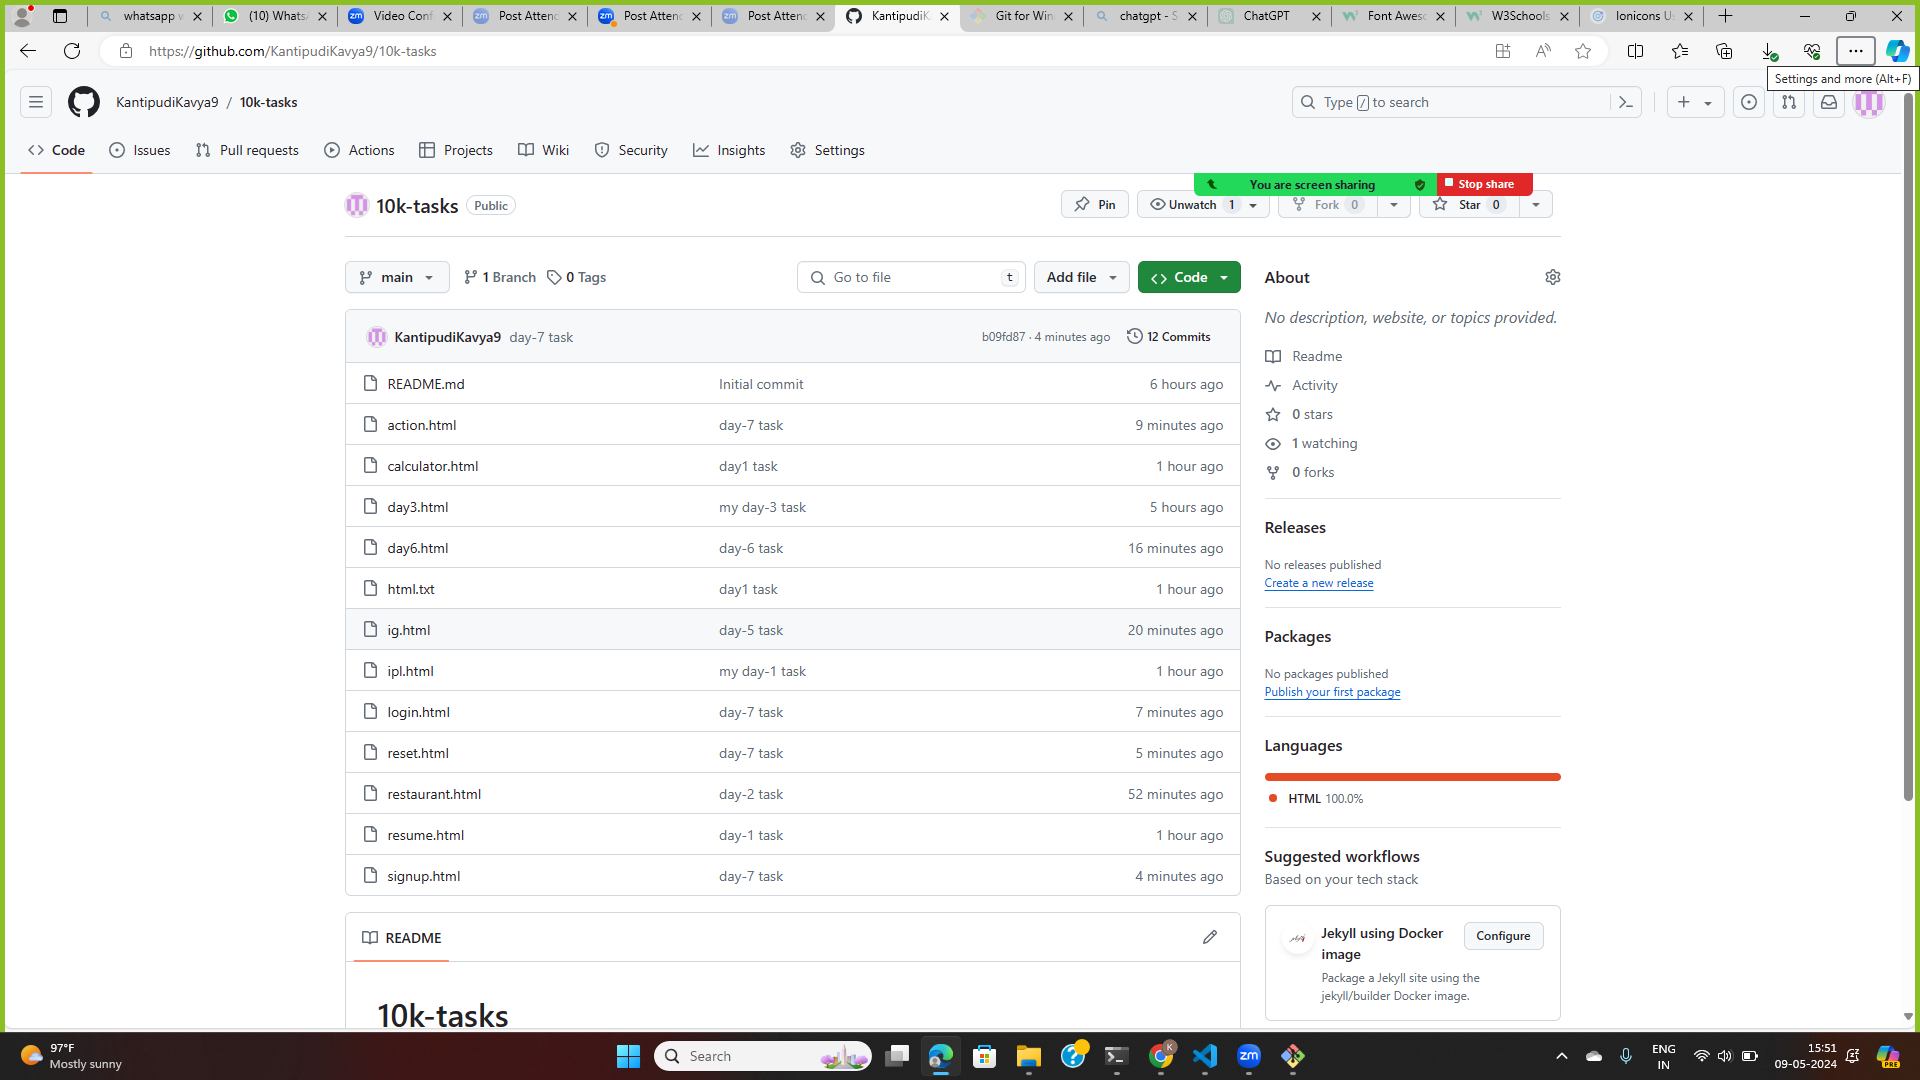 whatsapp w
(10) Whats
Video Conf
Post Attend
Post Attend
Post Attend
KantipudiK
Git for Win
chatgpt - S
ChatGPT
Font Aweso
W3Schools
Ionicons Us
https://github.com/KantipudiKavya9/10k-tasks
Settings and more (Alt+F)
KantipudiKavya9 / 10k-tasks
Type / to search
Code
Issues
Pull requests
Actions
Projects
Wiki
Security
Insights
Settings
You are screen sharing
Stop share
10k-tasks Public
Pin
Unwatch 1
Fork 0
Star 0
main
1 Branch
0 Tags
Go to file t
Add file
Code
KantipudiKavya9 day-7 task b09fd87 · 4 minutes ago 12 Commits
README.md Initial commit 6 hours ago
action.html day-7 task 9 minutes ago
calculator.html day1 task 1 hour ago
day3.html my day-3 task 5 hours ago
day6.html day-6 task 16 minutes ago
html.txt day1 task 1 hour ago
ig.html day-5 task 20 minutes ago
ipl.html my day-1 task 1 hour ago
login.html day-7 task 7 minutes ago
reset.html day-7 task 5 minutes ago
restaurant.html day-2 task 52 minutes ago
resume.html day-1 task 1 hour ago
signup.html day-7 task 4 minutes ago
README
10k-tasks
About
No description, website, or topics provided.
Readme
Activity
0 stars
1 watching
0 forks
Releases
No releases published
Create a new release
Packages
No packages published
Publish your first package
Languages
HTML 100.0%
Suggested workflows
Based on your tech stack
Jekyll using Docker
image
Configure
Package a Jekyll site using the
jekyll/builder Docker image.
97°F
Mostly sunny
Search
K
zm
ENG
IN
15:51
09-05-2024
PRE